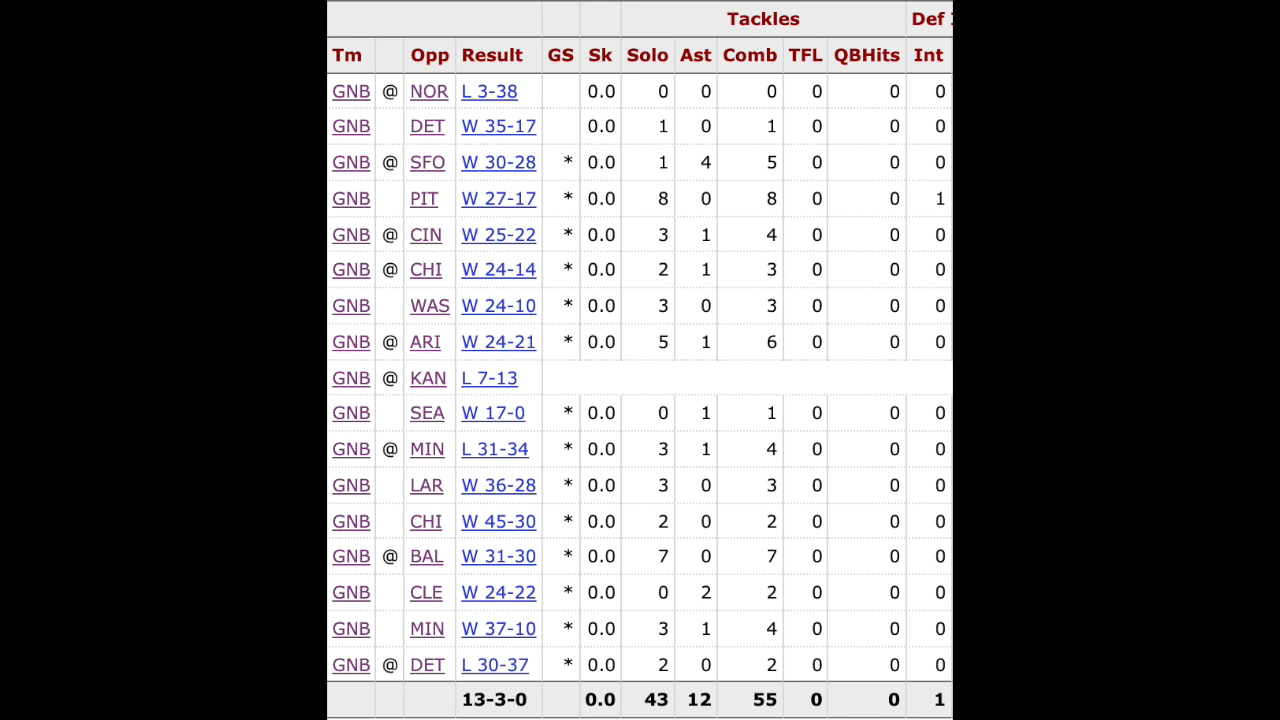 Tackles Def
Tm Opp Result GS Sk Solo Ast Comb TFL QBHits Int
GNB @ NOR L 3-38 0.0 0 0 0 0 0 0
GNB DET W 35-17 0.0 1 0 1 0 0 0
GNB @ SFO W 30-28 * 0.0 1 4 5 0 0 0
GNB PIT W 27-17 * 0.0 8 0 8 0 0 1
GNB @ CIN W 25-22 * 0.0 3 1 4 0 0 0
GNB @ CHI W 24-14 * 0.0 2 1 3 0 0 0
GNB WAS W 24-10 * 0.0 3 0 3 0 0 0
GNB @ ARI W 24-21 * 0.0 5 1 6 0 0 0
GNB @ KAN L 7-13
GNB SEA W 17-0 * 0.0 0 1 1 0 0 0
GNB @ MIN L 31-34 * 0.0 3 1 4 0 0 0
GNB LAR W 36-28 * 0.0 3 0 3 0 0 0
GNB CHI W 45-30 * 0.0 2 0 2 0 0 0
GNB @ BAL W 31-30 * 0.0 7 0 7 0 0 0
GNB CLE W 24-22 * 0.0 0 2 2 0 0 0
GNB MIN W 37-10 * 0.0 3 1 4 0 0 0
GNB @ DET L 30-37 * 0.0 2 0 2 0 0 0
13-3-0 0.0 43 12 55 0 0 1